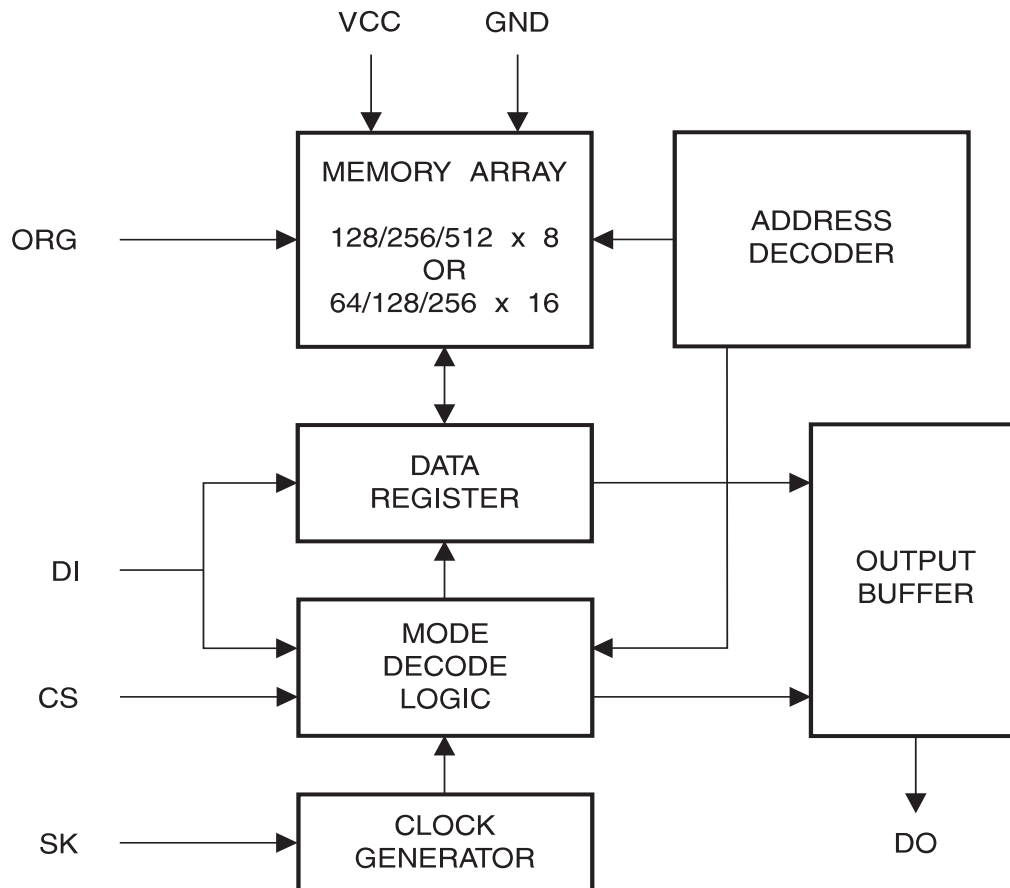 VCC
GND
MEMORY ARRAY
128/256/512 x 8
OR
64/128/256 x 16
ADDRESS
DECODER
ORG
DATA
REGISTER
DI
OUTPUT
BUFFER
MODE
DECODE
LOGIC
CS
CLOCK
GENERATOR
SK
DO